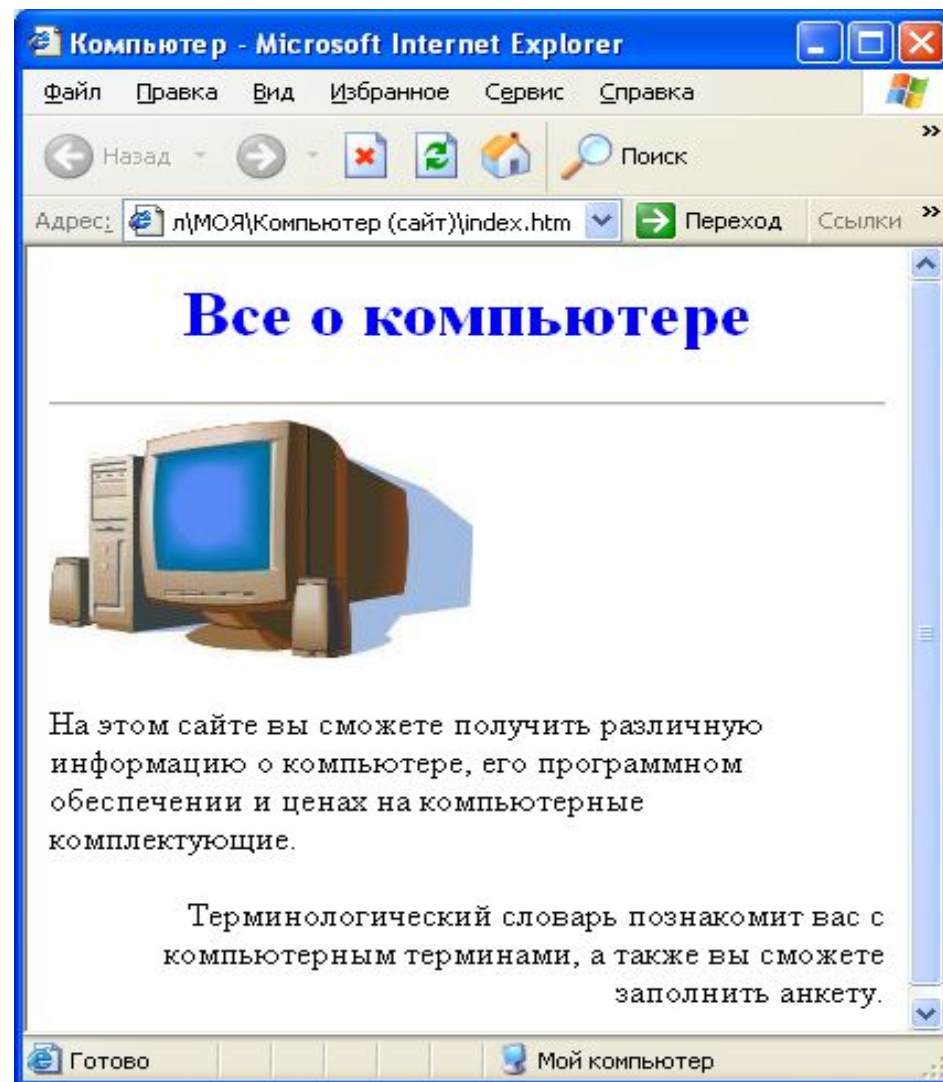 Компьютер - Microsoft Internet Explorer
Файл Правка Вид Избранное Сервис Справка
»
Назад Поиск
Адрес: л\МОЯ\Компьютер (сайт)\index.htm Переход Ссылки »
Все о компьютере
На этом сайте вы сможете получить различную
информацию о компьютере, его программном
обеспечении и ценах на компьютерные
комплектующие.
Терминологический словарь познакомит вас с
компьютерным терминами, а также вы сможете
заполнить анкету.
Готово Мой компьютер